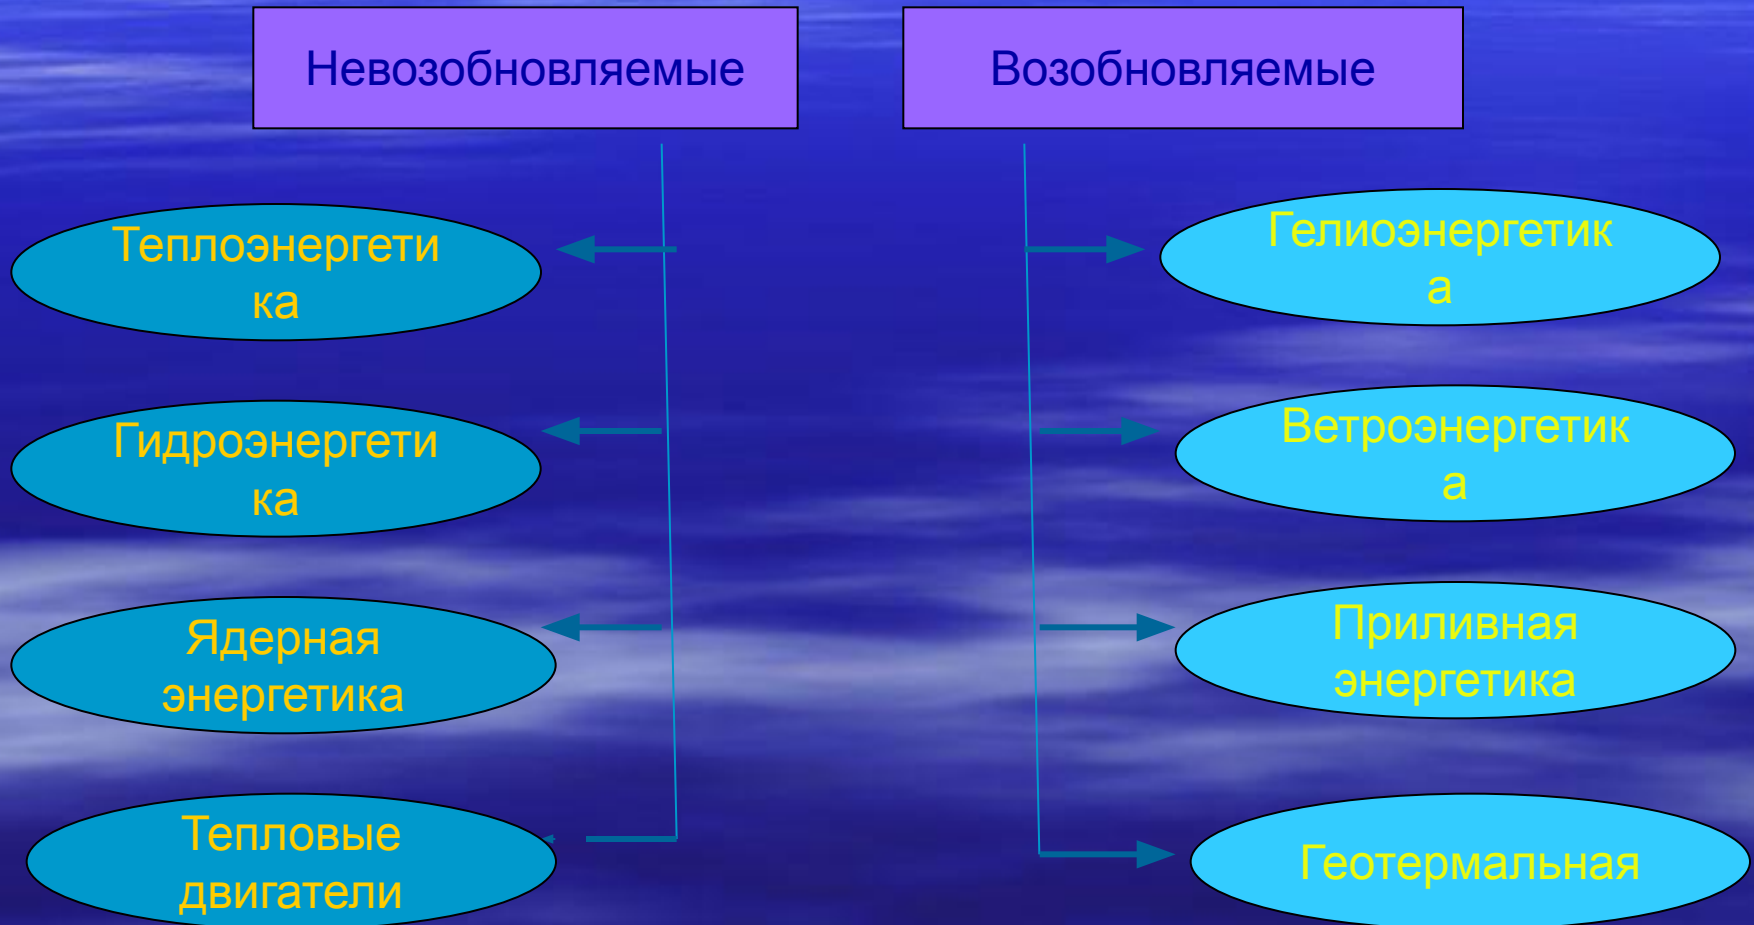 Невозобновляемые
Возобновляемые
Теплоэнергети
ка
Гидроэнергети
ка
Ядерная
энергетика
Тепловые
двигатели
Гелиоэнергетик
а
Ветроэнергетик
а
Приливная
энергетика
Геотермальная